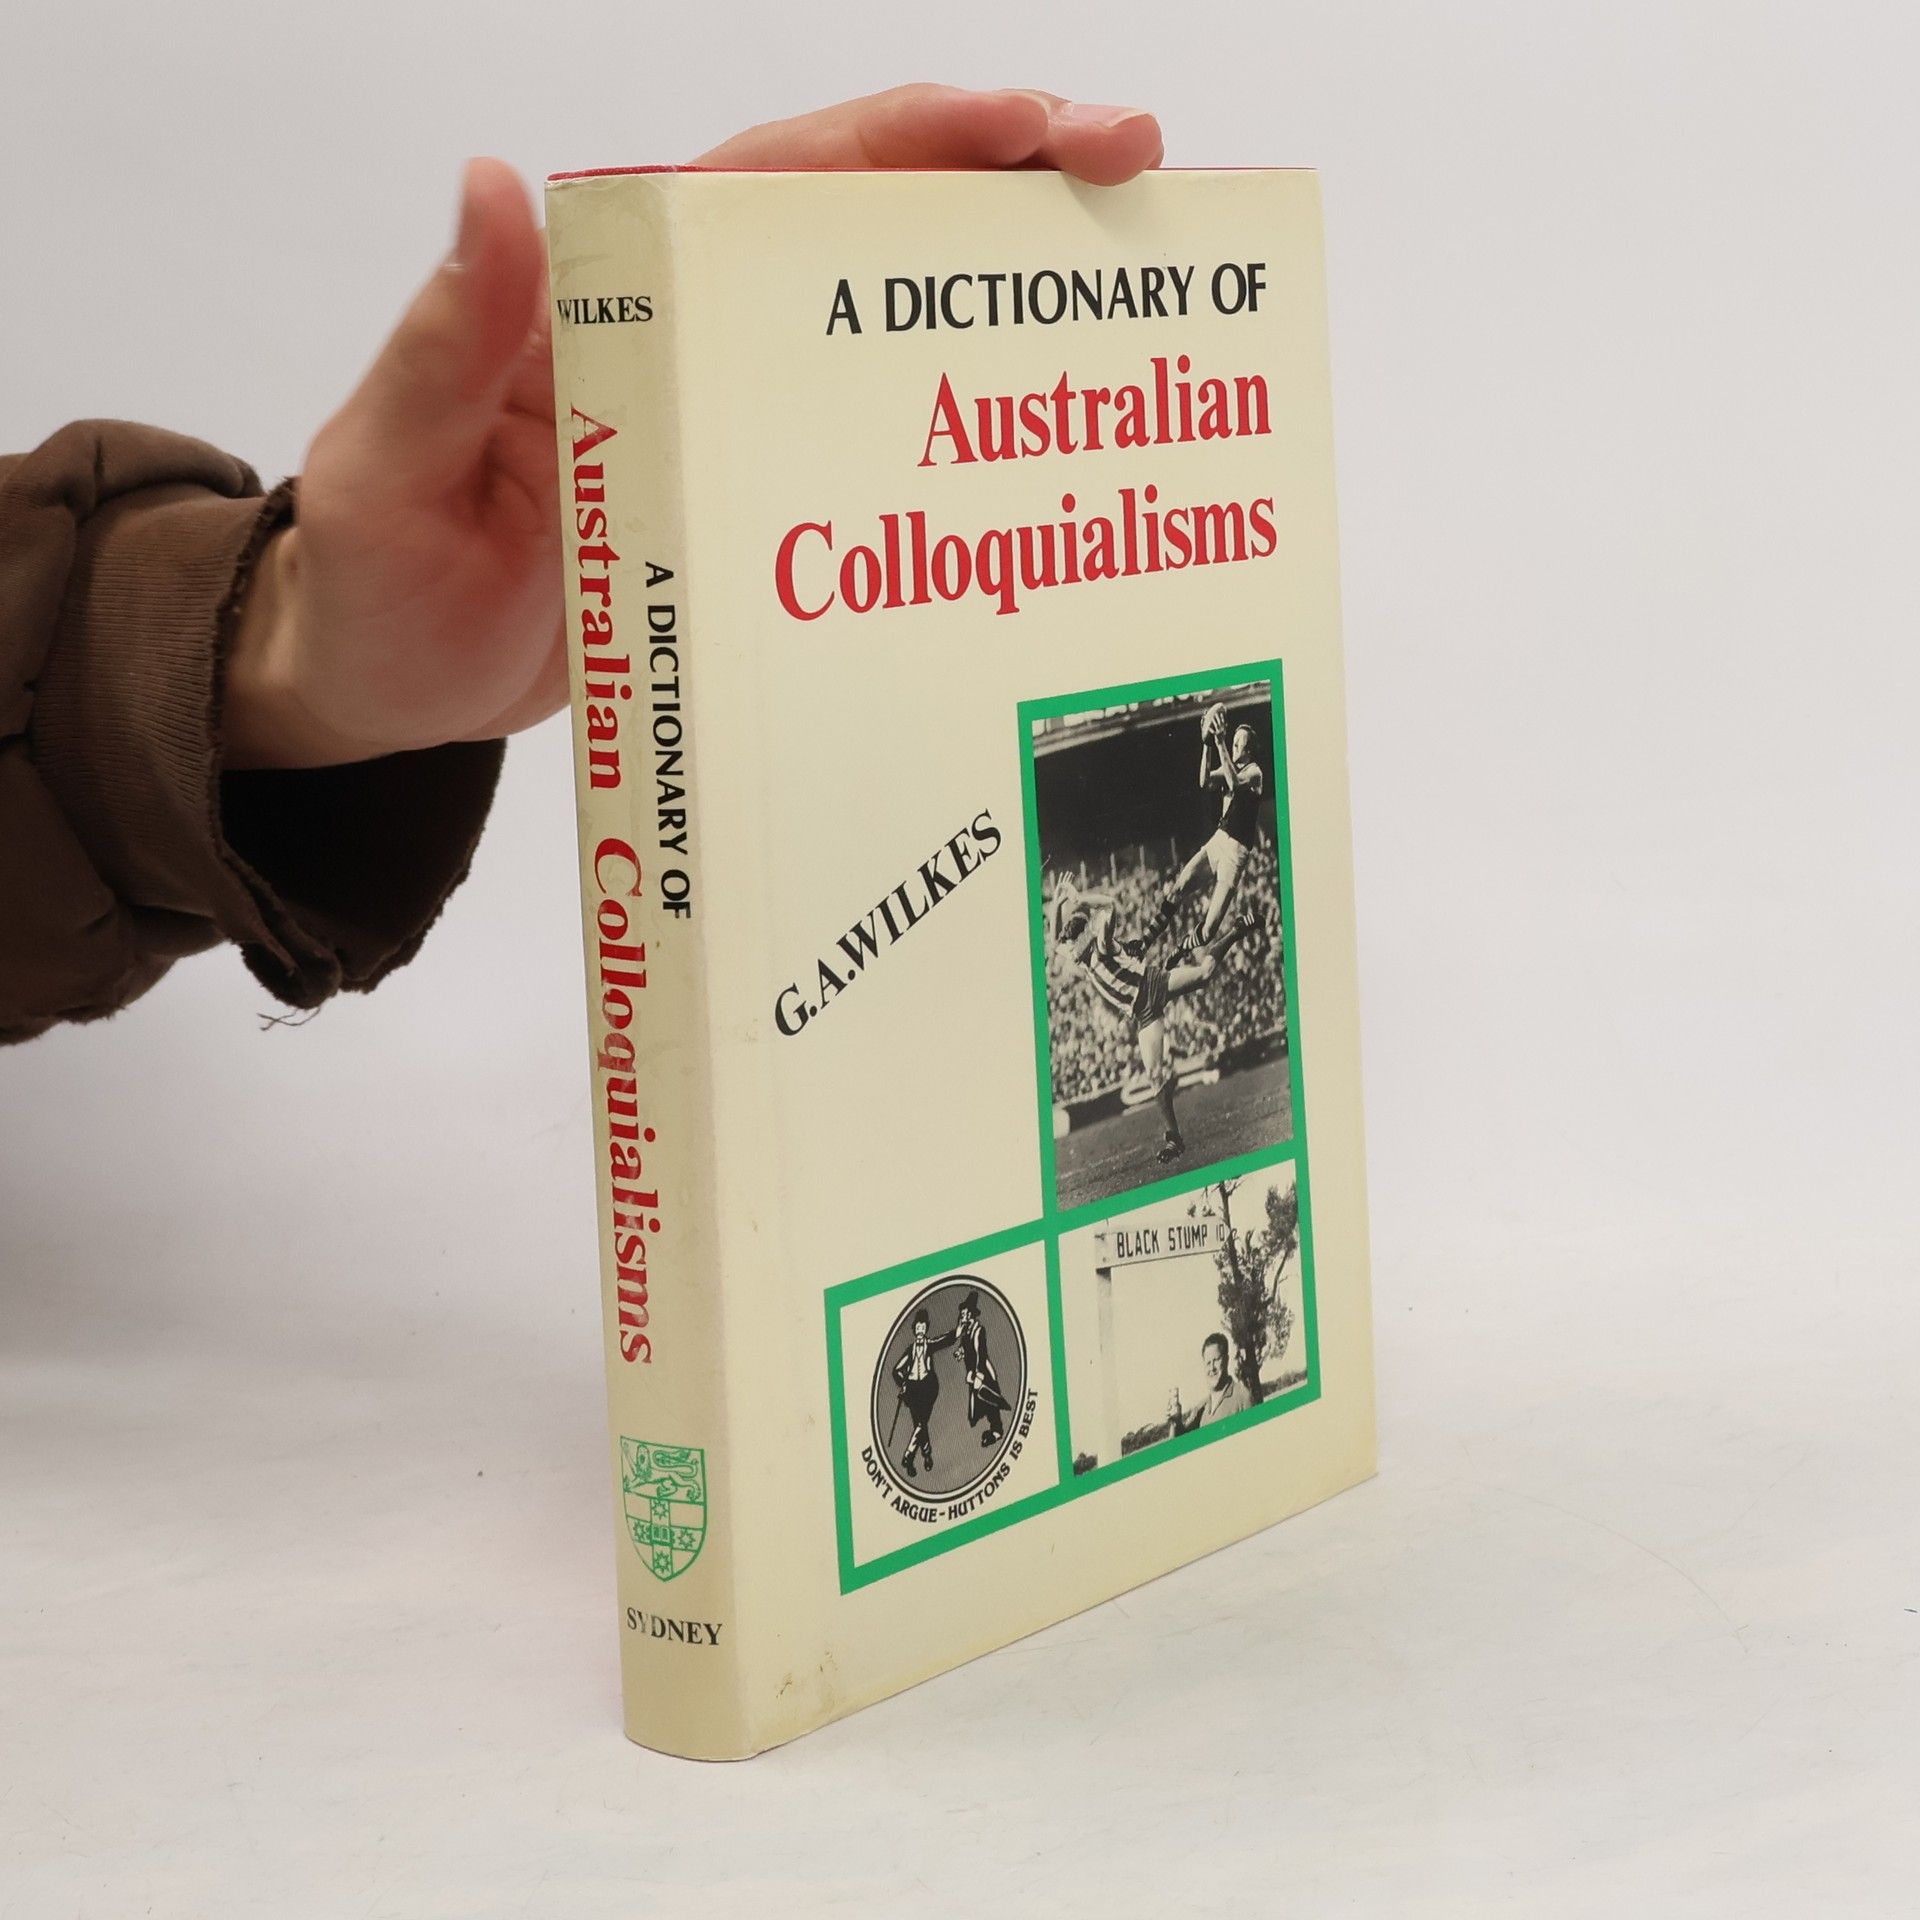 WILKES
A DICTIONARY OF
Australian Colloquialisms
SYDNEY
A DICTIONARY OF
Australian
Colloquialisms
G.A.WILKES
BLACK STUMP
DON'T ARGUE-HUTTONS IS BEST